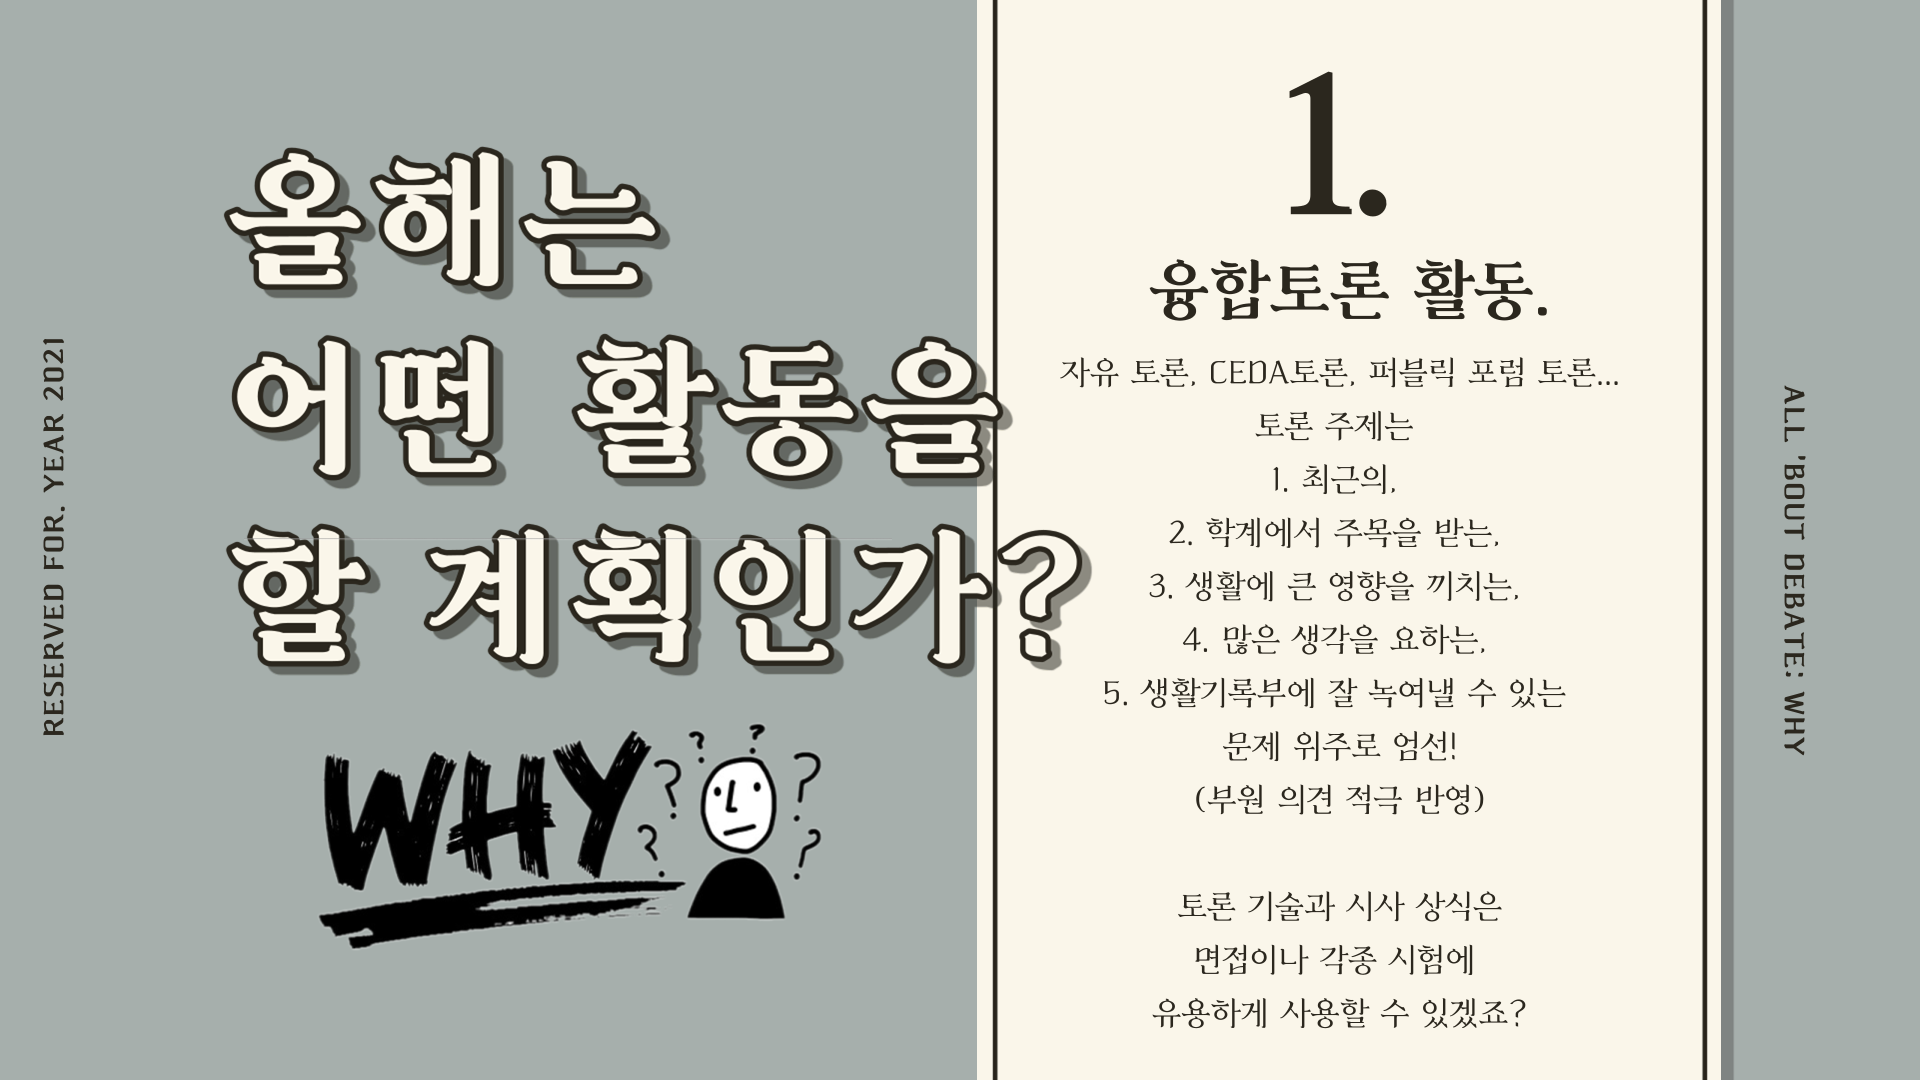 RESERVED FOR. YEAR 2021
올해는
어떤 활동을
할 계획인가?
WHY
? ? ? ? ? ?
1.
융합토론 활동.
자유 토론, CEDA토론, 퍼블릭 포럼 토론...
토론 주제는
1. 최근의,
2. 학계에서 주목을 받는,
3. 생활에 큰 영향을 끼치는,
4. 많은 생각을 요하는,
5. 생활기록부에 잘 녹여낼 수 있는
문제 위주로 엄선!
(부원 의견 적극 반영)
토론 기술과 시사 상식은
면접이나 각종 시험에
유용하게 사용할 수 있겠죠?
ALL 'BOUT DEBATE: WHY